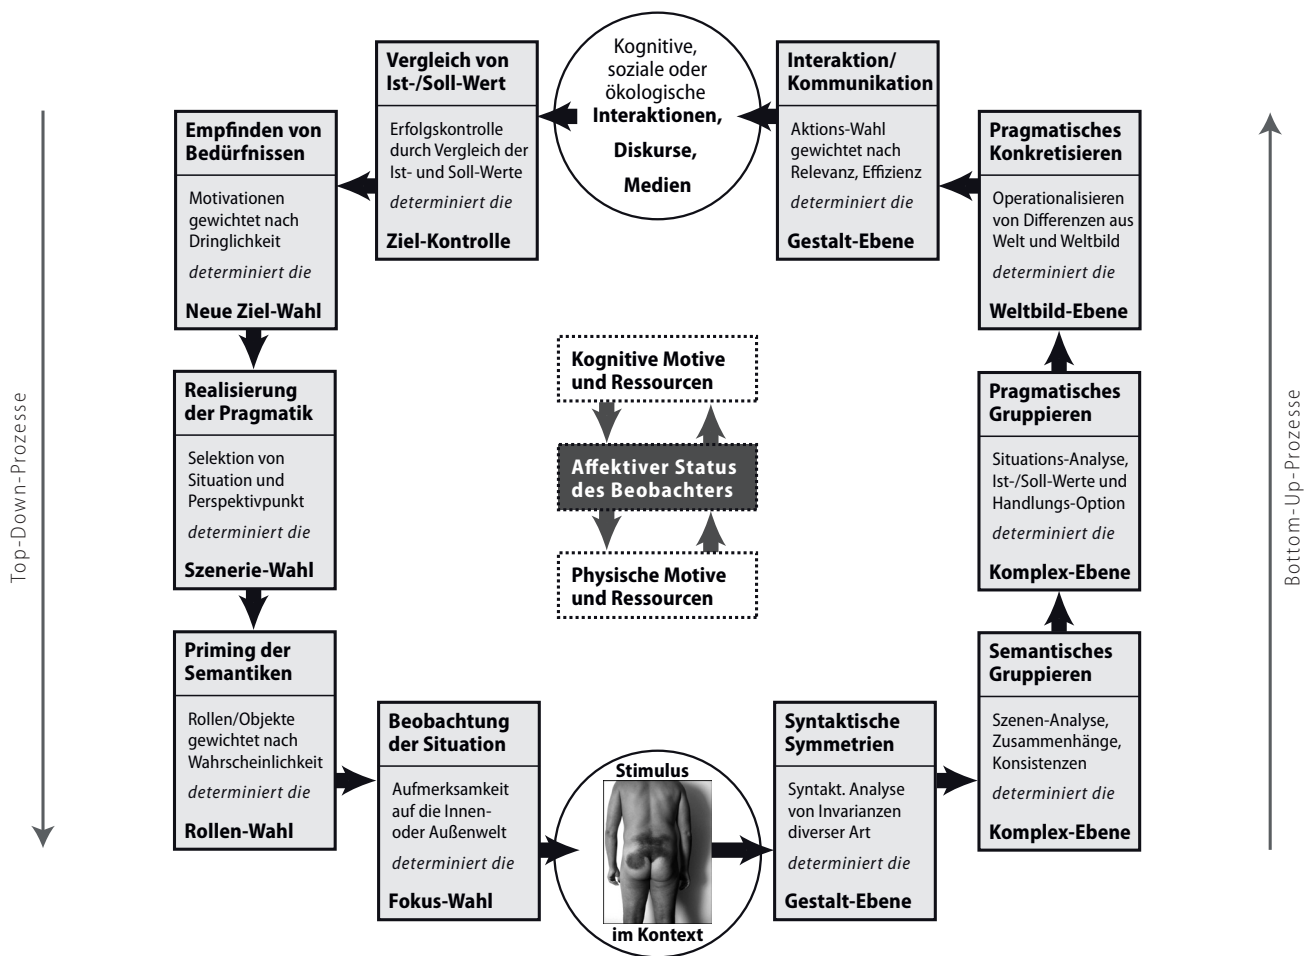 Top-Down-Prozesse
Empfinden von
Bedürfnissen
Motivationen
gewichtet nach
Dringlichkeit
determiniert die
Neue Ziel-Wahl
Realisierung
der Pragmatik
Selektion von
Situation und
Perspektivpunkt
determiniert die
Szenerie-Wahl
Priming der
Semantiken
Rollen/Objekte
gewichtet nach
Wahrscheinlichkeit
determiniert die
Rollen-Wahl
Vergleich von
Ist-/Soll-Wert
Erfolgskontrolle
durch Vergleich der
Ist- und Soll-Werte
determiniert die
Ziel-Kontrolle
Beobachtung
der Situation
Aufmerksamkeit
auf die Innen-
oder Außenwelt
determiniert die
Fokus-Wahl
Kognitive,
soziale oder
ökologische
Interaktionen,
Diskurse,
Medien
Kognitive Motive
und Ressourcen
Affektiver Status
des Beobachters
Physische Motive
und Ressourcen
Stimulus
im Kontext
Interaktion/
Kommunikation
Aktions-Wahl
gewichtet nach
Relevanz, Effizienz
determiniert die
Gestalt-Ebene
Syntaktische
Symmetrien
Syntakt. Analyse
von Invarianzen
diverser Art
determiniert die
Gestalt-Ebene
Pragmatisches
Konkretisieren
Operationalisieren
von Differenzen aus
Welt und Weltbild
determiniert die
Weltbild-Ebene
Pragmatisches
Gruppieren
Situations-Analyse,
Ist-/Soll-Werte und
Handlungs-Option
determiniert die
Komplex-Ebene
Semantisches
Gruppieren
Szenen-Analyse,
Zusammenhänge,
Konsistenzen
determiniert die
Komplex-Ebene
Bottom-Up-Prozesse